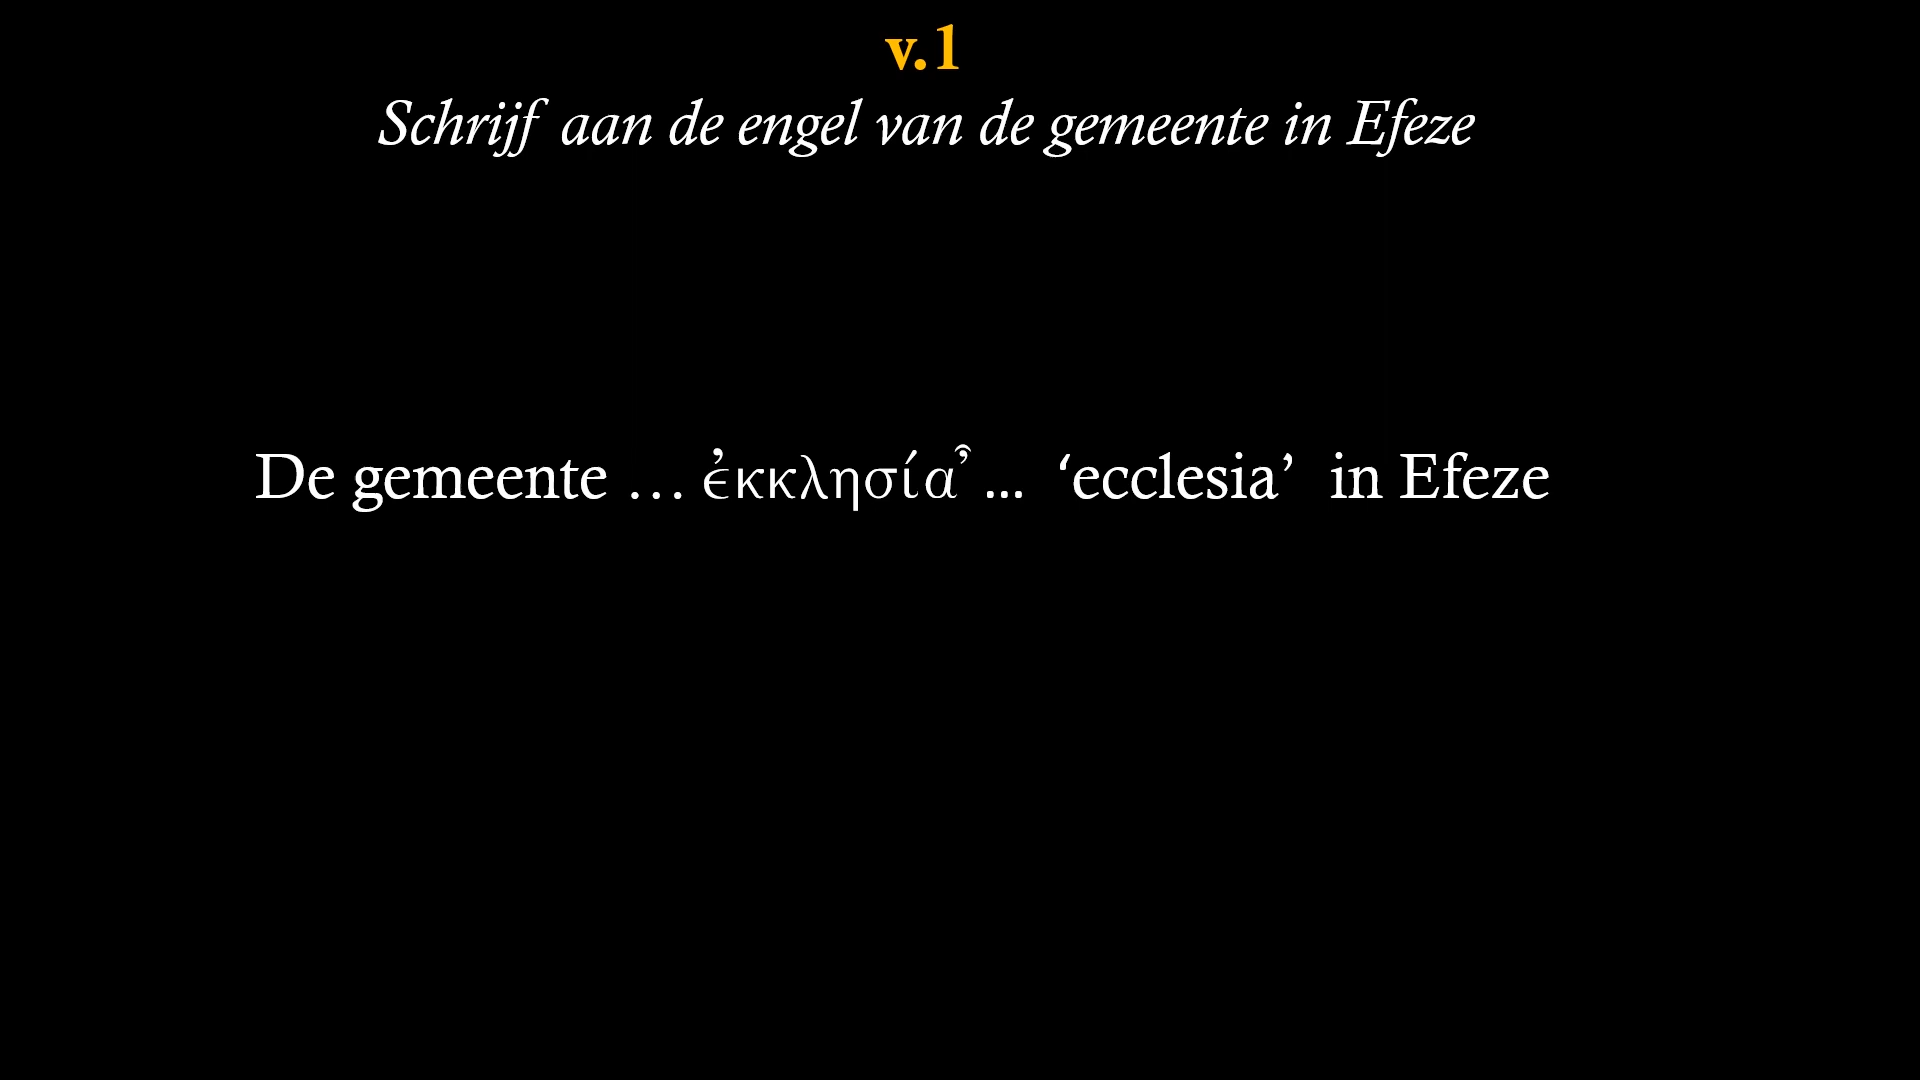 v.1
Schrijf aan de engel van de gemeente in Efeze
De gemeente … ἐκκλησία῏ ... ‘ecclesia’ in Efeze